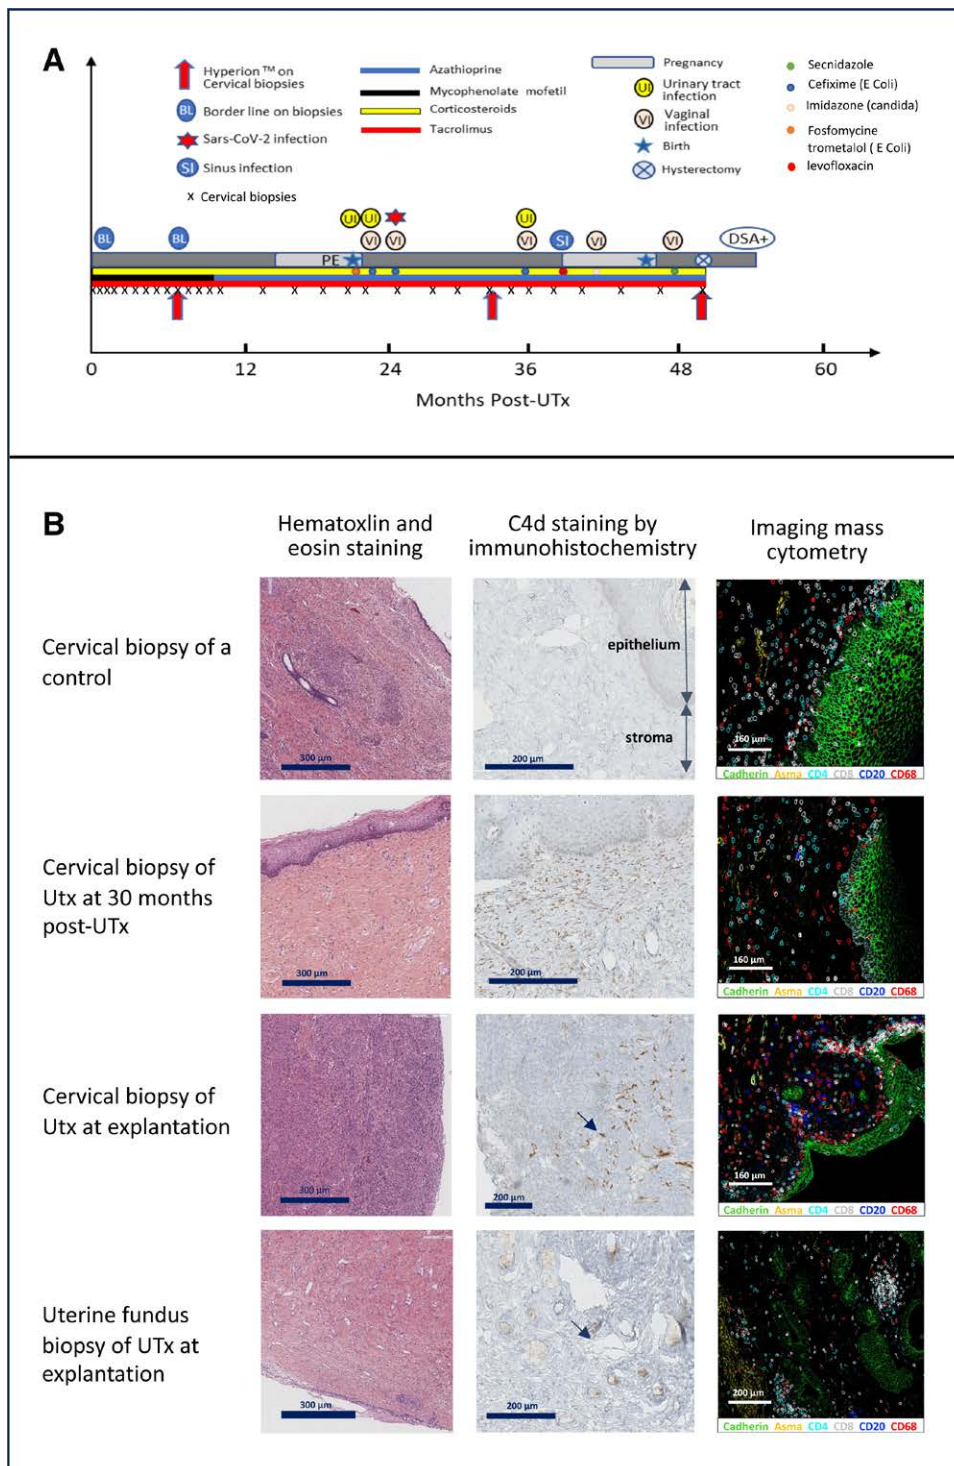 A
Hyperion™ on
Cervical biopsies
BL
Border line on biopsies
Sars-CoV-2 infection
SI
Sinus infection
x Cervical biopsies
Azathioprine
Mycophenolate mofetil
Corticosteroids
Tacrolimus
Pregnancy
UI
Urinary tract
infection
VI
Vaginal
infection
Birth
Hysterectomy
Secnidazole
Cefixime (E Coli)
Imidazone (candida)
Fosfomycine
trometalol ( E Coli)
levofloxacin
UI UI UI
BL BL VI VI VI SI VI VI DSA+
PE
x x x x x x x x x x x x x x x x x x x x x x x x x x x
0 12 24 36 48 60
Months Post-UTx
B
Hematoxlin and
eosin staining
C4d staining by
immunohistochemistry
Imaging mass
cytometry
Cervical biopsy of a
control
300 µm
epithelium
stroma
200 µm
160 µm
Cadherin Asma CD4 CD8 CD20 CD68
Cervical biopsy of
Utx at 30 months
post-UTx
300 µm
200 µm
160 µm
Cadherin Asma CD4 CD8 CD20 CD68
Cervical biopsy of
Utx at explantation
300 µm
200 µm
160 µm
Cadherin Asma CD4 CD8 CD20 CD68
Uterine fundus
biopsy of UTx at
explantation
300 µm
200 µm
200 µm
Cadherin Asma CD4 CD8 CD20 CD68